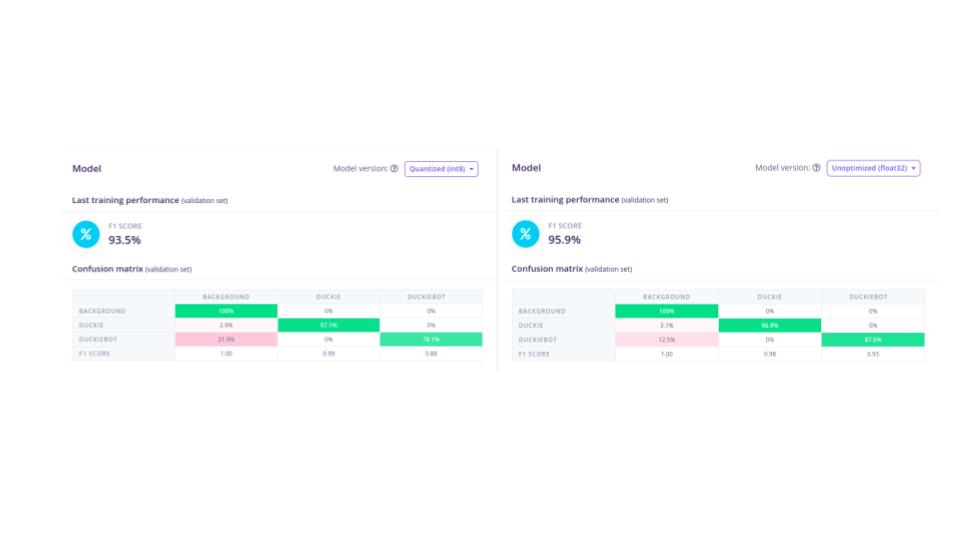 Model
Model version: Quantized (int8)
Last training performance (validation set)
%
F1 SCORE
93.5%
Confusion matrix (validation set)
BACKGROUND DUCKIE DUCKIEBOT
BACKGROUND 100% 0% 0%
DUCKIE 2.9% 97.1% 0%
DUCKIEBOT 21.9% 0% 78.1%
F1 SCORE 1.00 0.99 0.88
Model
Model version: Unoptimized (float32)
Last training performance (validation set)
%
F1 SCORE
95.9%
Confusion matrix (validation set)
BACKGROUND DUCKIE DUCKIEBOT
BACKGROUND 100% 0% 0%
DUCKIE 3.1% 96.9% 0%
DUCKIEBOT 12.5% 0% 87.5%
F1 SCORE 1.00 0.98 0.93